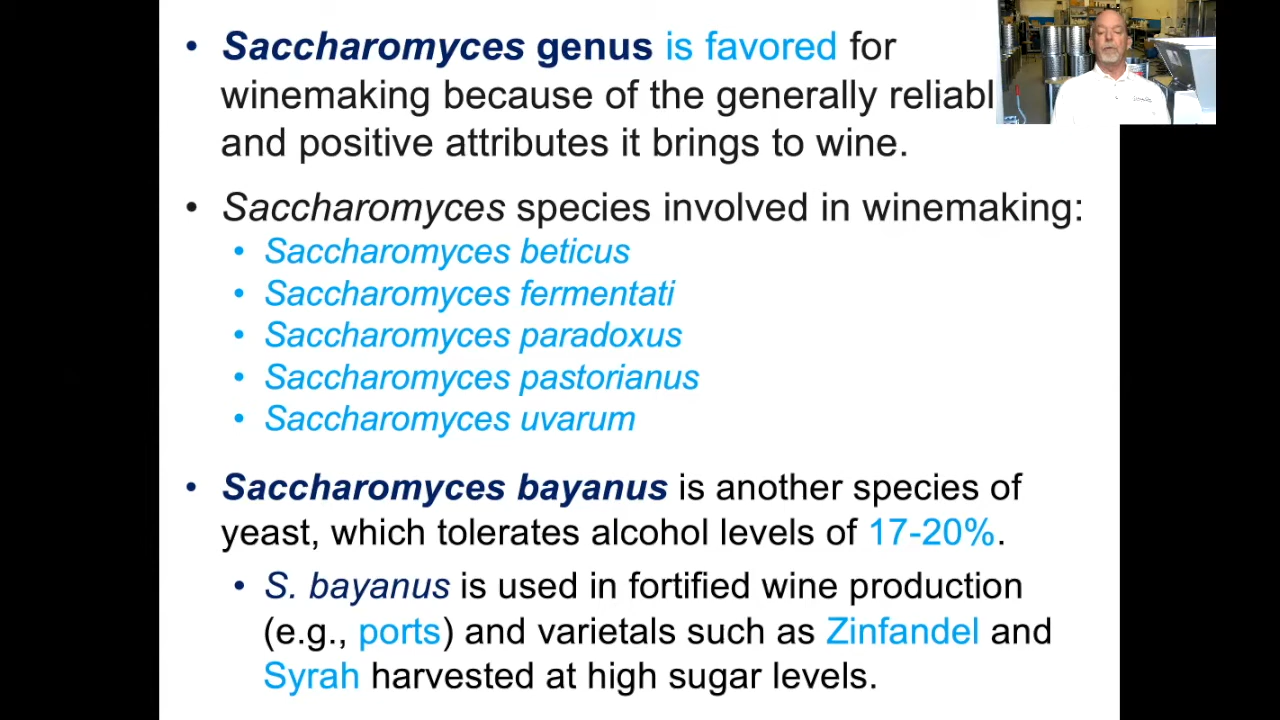 • Saccharomyces genus is favored for
winemaking because of the generally reliabl
and positive attributes it brings to wine.
• Saccharomyces species involved in winemaking:
• Saccharomyces beticus
• Saccharomyces fermentati
• Saccharomyces paradoxus
• Saccharomyces pastorianus
• Saccharomyces uvarum
• Saccharomyces bayanus is another species of
yeast, which tolerates alcohol levels of 17-20%.
• S. bayanus is used in fortified wine production
(e.g., ports) and varietals such as Zinfandel and
Syrah harvested at high sugar levels.